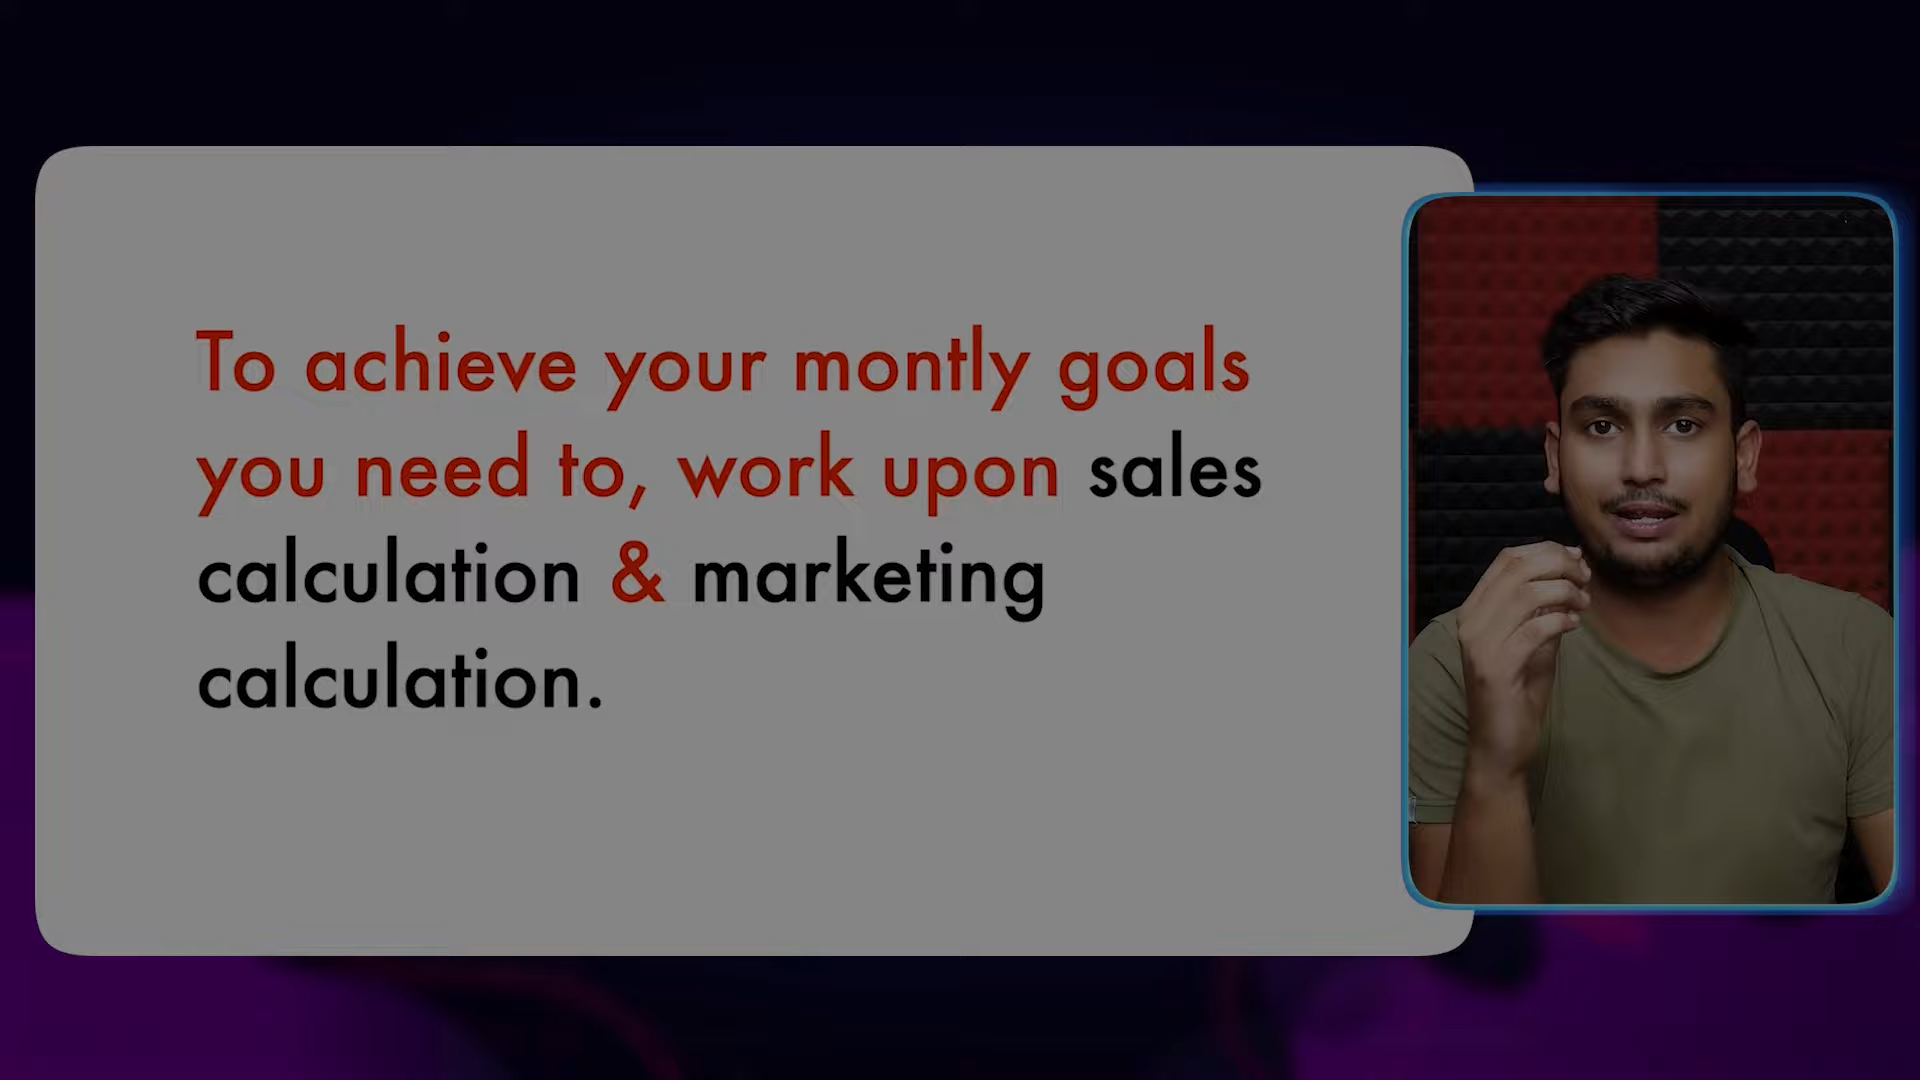 To achieve your montly goals
you need to, work upon sales
calculation & marketing
calculation.